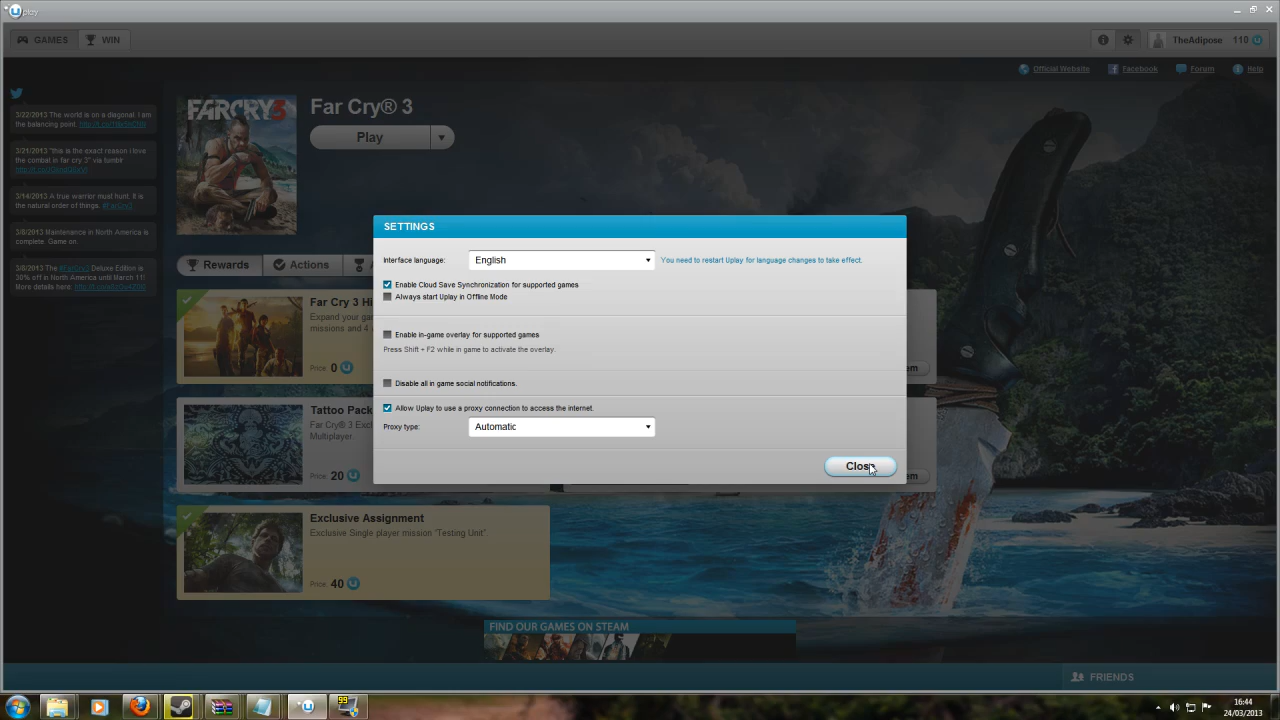 uplay
GAMES
WIN
TheAdipose 110
Official Website
Facebook
Forum
Help
3/22/2013 The world is on a diagonal. I am
the balancing point.
3/21/2013 "this is the exact reason i love
the combat in far cry 3" via tumblr
3/14/2013 A true warrior must hunt. It is
the natural order of things. #FarCry3
3/8/2013 Maintenance in North America is
complete. Game on.
3/8/2013 The #FarCry3 Deluxe Edition is
38% off in North America until March 11!
More details here:
FARCRY3
Far Cry® 3
Play
Rewards
Actions
SETTINGS
Interface language:
English
You need to restart Uplay for language changes to take effect.
Enable Cloud Save Synchronization for supported games
Always start Uplay in Offline Mode
Enable in-game overlay for supported games
Press Shift + F2 while in game to activate the overlay.
Disable all in game social notifications.
Allow Uplay to use a proxy connection to access the internet.
Proxy type:
Automatic
Close
Far Cry 3 Hi
Expand your ga
missions and 4
Price: 0
em
Tattoo Pack
Far Cry® 3 Exc
Multiplayer.
Price: 20
em
Exclusive Assignment
Exclusive Single player mission "Testing Unit".
Price: 40
FIND OUR GAMES ON STEAM
FRIENDS
99
16:44
24/03/2013